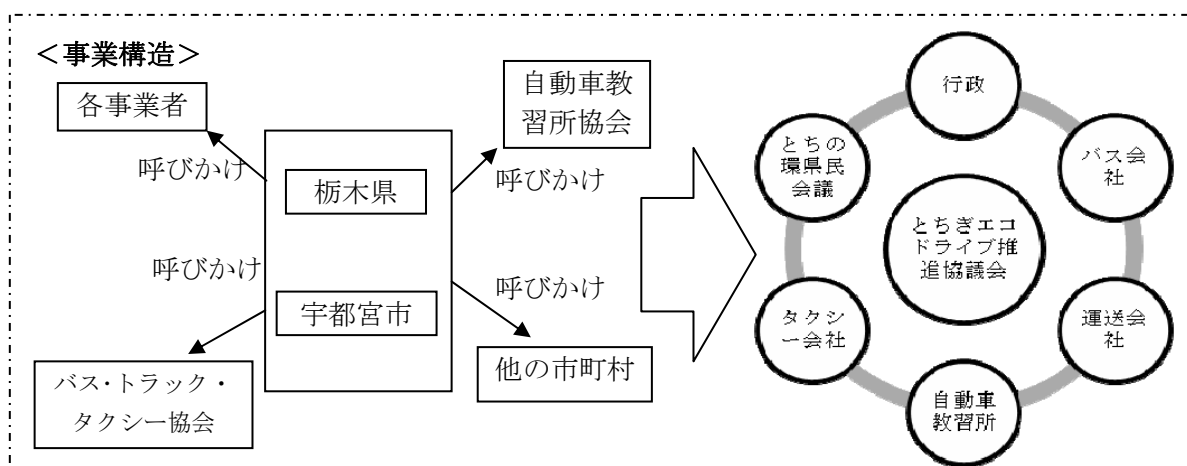 ＜事業構造＞
各事業者
呼びかけ
自動車教
習所協会
呼びかけ
栃木県
呼びかけ
宇都宮市
呼びかけ
バス・トラック・
タクシー協会
他の市町村
行政
とちの
環県民
会議
バス会
社
とちぎエコ
ドライブ推
進協議会
タクシ
ー会社
運送会
社
自動車
教習所